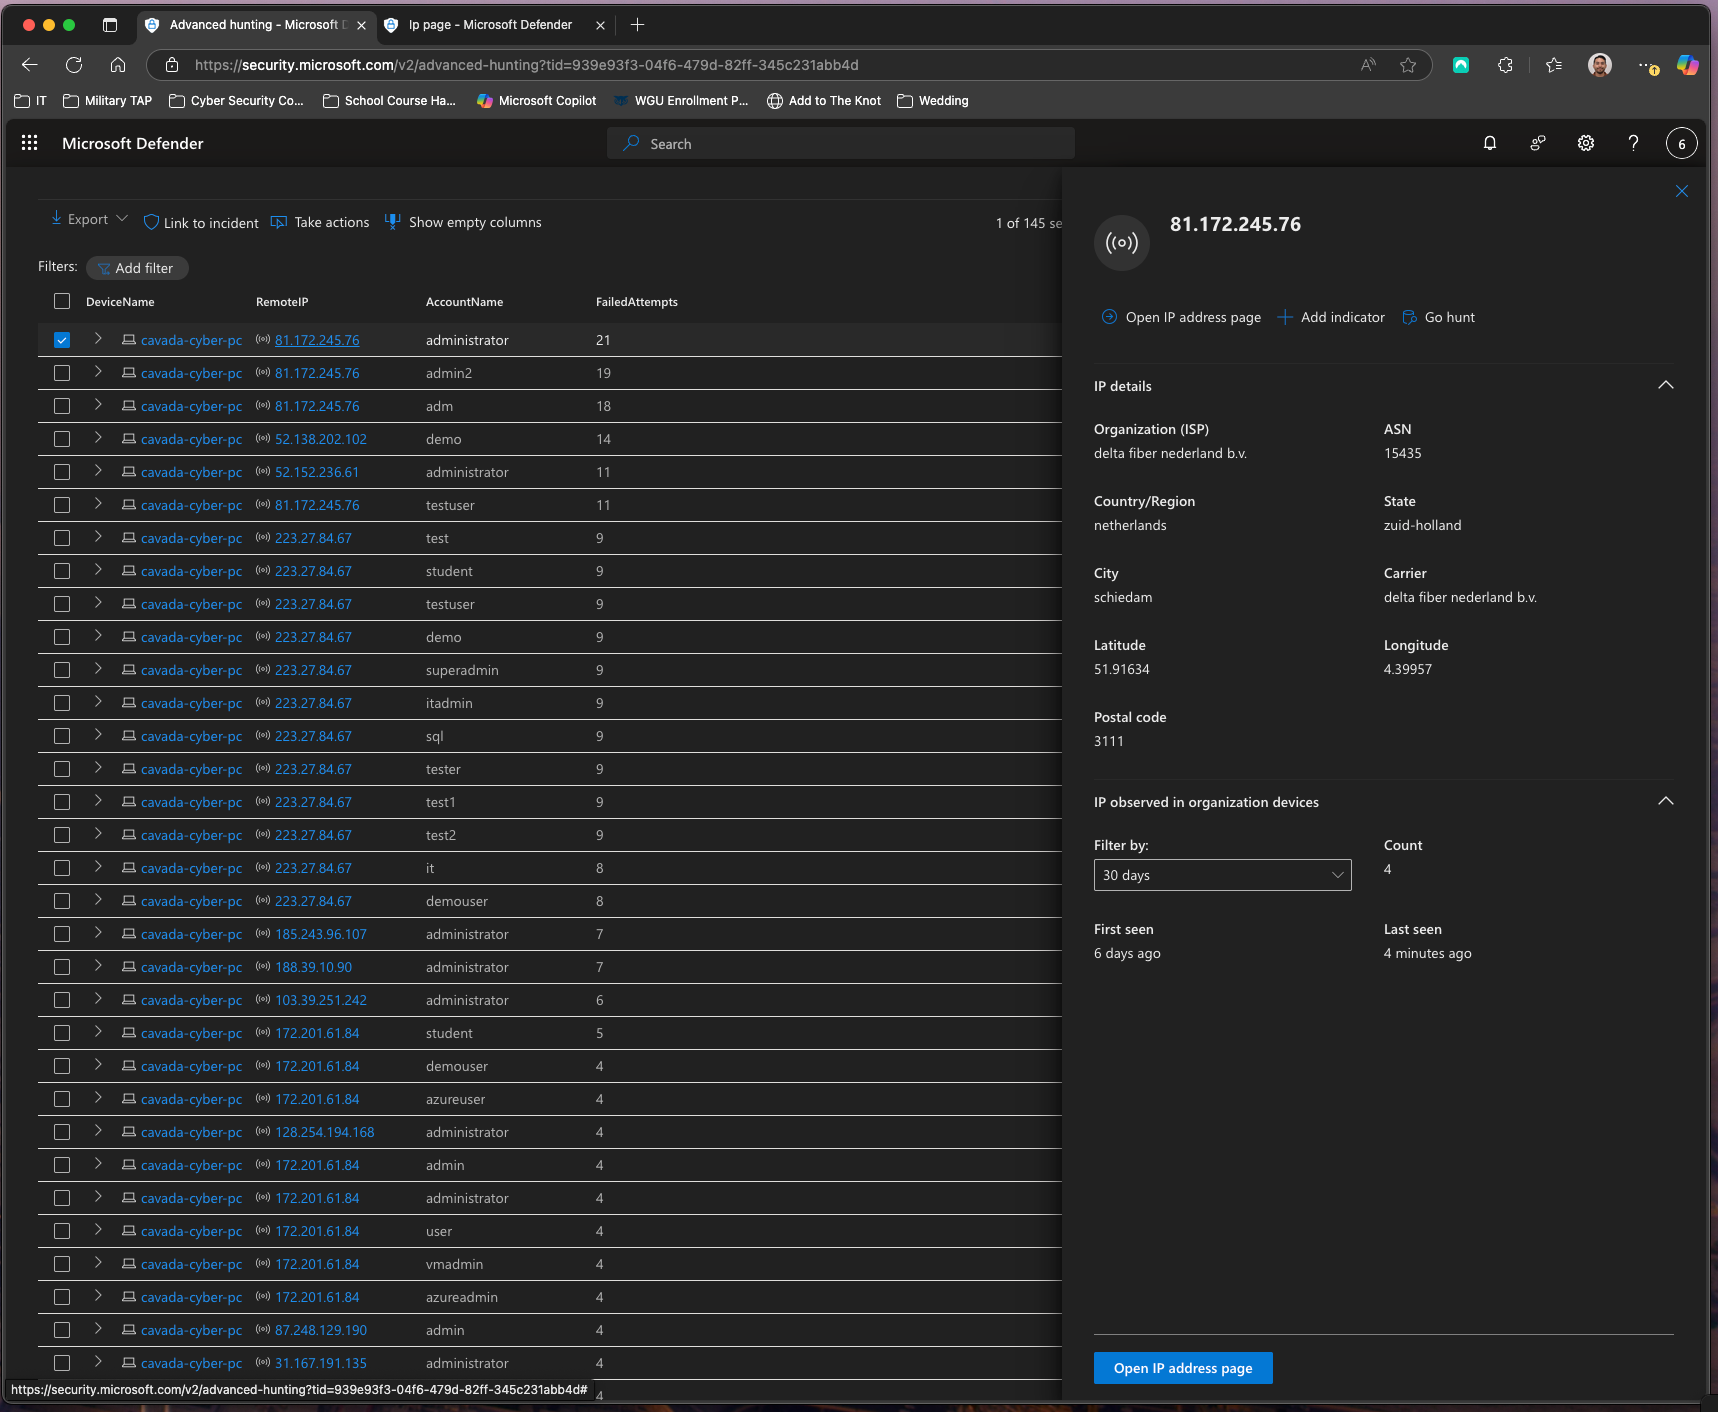 Advanced hunting - Microsoft D
Ip page - Microsoft Defender
https://security.microsoft.com/v2/advanced-hunting?tid=939e93f3-04f6-479d-82ff-345c231abb4d
IT
Military TAP
Cyber Security Co...
School Course Ha...
Microsoft Copilot
WGU Enrollment P...
Add to The Knot
Wedding
Microsoft Defender
Search
6
Export
Link to incident
Take actions
Show empty columns
1 of 145 se
Filters:
Add filter
DeviceName RemoteIP AccountName FailedAttempts
cavada-cyber-pc 81.172.245.76 administrator 21
cavada-cyber-pc 81.172.245.76 admin2 19
cavada-cyber-pc 81.172.245.76 adm 18
cavada-cyber-pc 52.138.202.102 demo 14
cavada-cyber-pc 52.152.236.61 administrator 11
cavada-cyber-pc 81.172.245.76 testuser 11
cavada-cyber-pc 223.27.84.67 test 9
cavada-cyber-pc 223.27.84.67 student 9
cavada-cyber-pc 223.27.84.67 testuser 9
cavada-cyber-pc 223.27.84.67 demo 9
cavada-cyber-pc 223.27.84.67 superadmin 9
cavada-cyber-pc 223.27.84.67 itadmin 9
cavada-cyber-pc 223.27.84.67 sql 9
cavada-cyber-pc 223.27.84.67 tester 9
cavada-cyber-pc 223.27.84.67 test1 9
cavada-cyber-pc 223.27.84.67 test2 9
cavada-cyber-pc 223.27.84.67 it 8
cavada-cyber-pc 223.27.84.67 demouser 8
cavada-cyber-pc 185.243.96.107 administrator 7
cavada-cyber-pc 188.39.10.90 administrator 7
cavada-cyber-pc 103.39.251.242 administrator 6
cavada-cyber-pc 172.201.61.84 student 5
cavada-cyber-pc 172.201.61.84 demouser 4
cavada-cyber-pc 172.201.61.84 azureuser 4
cavada-cyber-pc 128.254.194.168 administrator 4
cavada-cyber-pc 172.201.61.84 admin 4
cavada-cyber-pc 172.201.61.84 administrator 4
cavada-cyber-pc 172.201.61.84 user 4
cavada-cyber-pc 172.201.61.84 vmadmin 4
cavada-cyber-pc 172.201.61.84 azureadmin 4
cavada-cyber-pc 87.248.129.190 admin 4
cavada-cyber-pc 31.167.191.135 administrator 4
4
https://security.microsoft.com/v2/advanced-hunting?tid=939e93f3-04f6-479d-82ff-345c231abb4d#
81.172.245.76
Open IP address page
Add indicator
Go hunt
IP details
Organization (ISP) ASN
delta fiber nederland b.v. 15435
Country/Region State
netherlands zuid-holland
City Carrier
schiedam delta fiber nederland b.v.
Latitude Longitude
51.91634 4.39957
Postal code
3111
IP observed in organization devices
Filter by: Count
30 days 4
First seen Last seen
6 days ago 4 minutes ago
Open IP address page